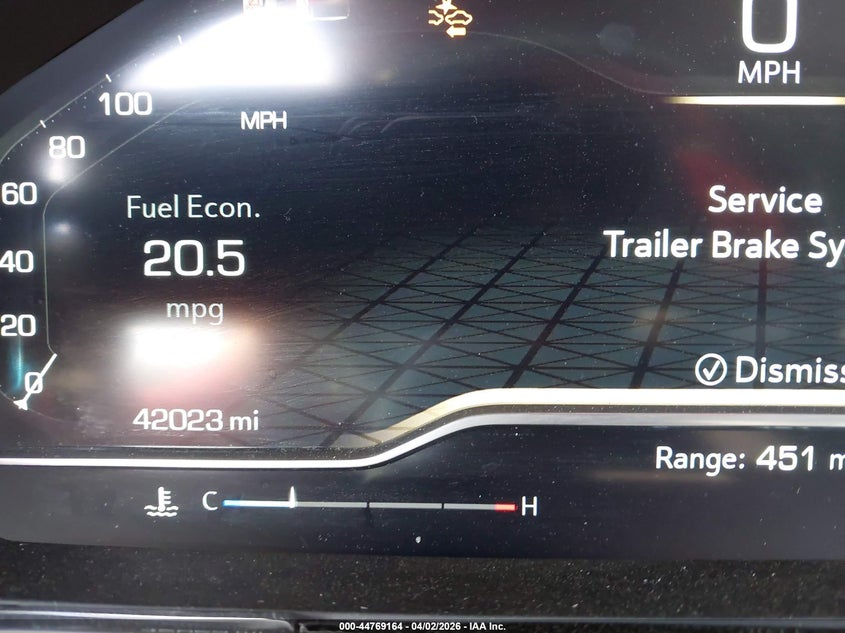 0
MPH
100
MPH
80
60
40
20
0
Fuel Econ.
20.5
mpg
42023 mi
Service
Trailer Brake Sy
Dismiss
Range: 451 m
C
H
000-44769164 - 04/02/2026 - IAA Inc.